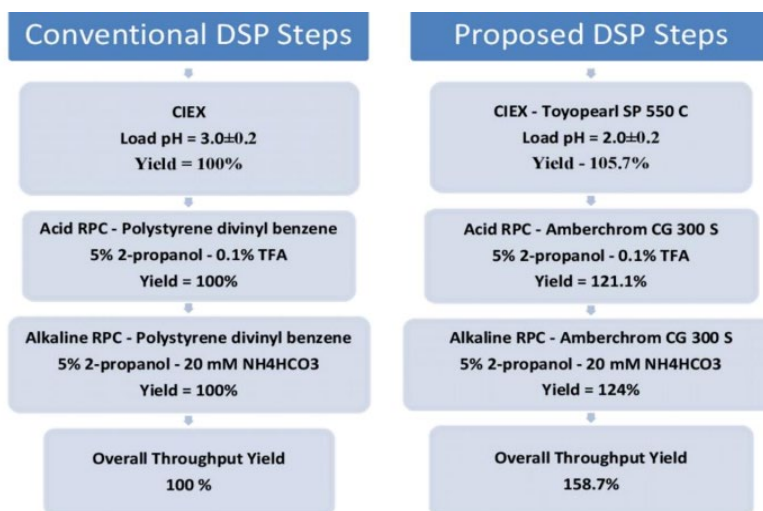 Conventional DSP Steps
CIEX
Load pH = 3.0±0.2
Yield = 100%
Acid RPC - Polystyrene divinyl benzene
5% 2-propanol - 0.1% TFA
Yield = 100%
Alkaline RPC - Polystyrene divinyl benzene
5% 2-propanol - 20 mM NH4HCO3
Yield = 100%
Overall Throughput Yield
100 %
Proposed DSP Steps
CIEX - Toyopearl SP 550 C
Load pH = 2.0±0.2
Yield - 105.7%
Acid RPC - Amberchrom CG 300 S
5% 2-propanol - 0.1% TFA
Yield = 121.1%
Alkaline RPC - Amberchrom CG 300 S
5% 2-propanol - 20 mM NH4HCO3
Yield = 124%
Overall Throughput Yield
158.7%